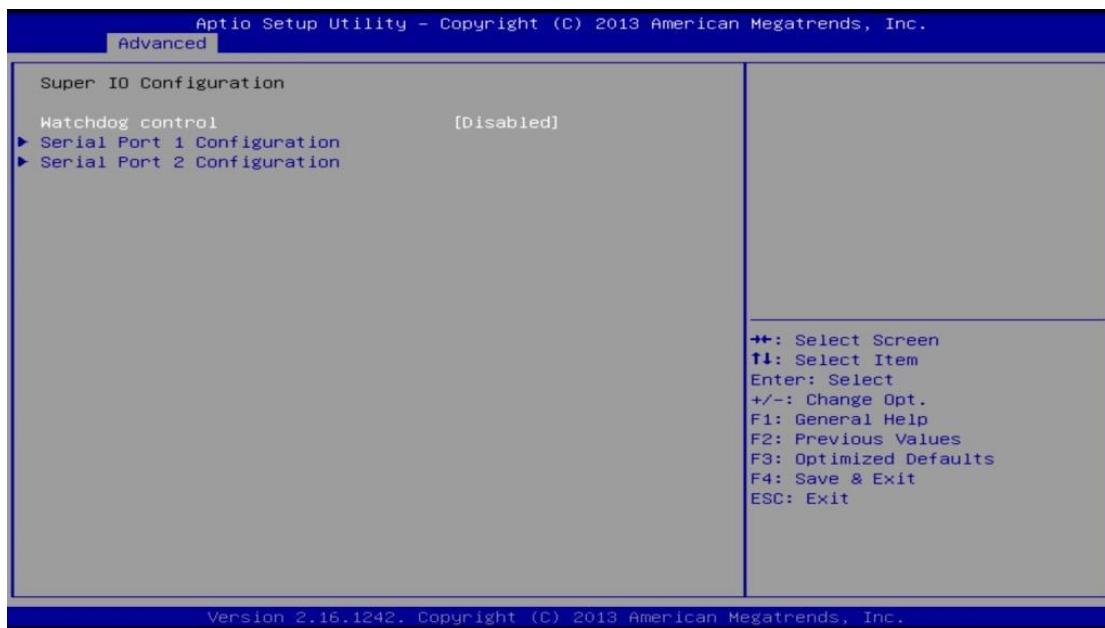 Aptio Setup Utility – Copyright (C) 2013 American Megatrends, Inc.
Advanced
Super IO Configuration
Watchdog control [Disabled]
▶ Serial Port 1 Configuration
▶ Serial Port 2 Configuration
→←: Select Screen
↑↓: Select Item
Enter: Select
+/-: Change Opt.
F1: General Help
F2: Previous Values
F3: Optimized Defaults
F4: Save & Exit
ESC: Exit
Version 2.16.1242. Copyright (C) 2013 American Megatrends, Inc.